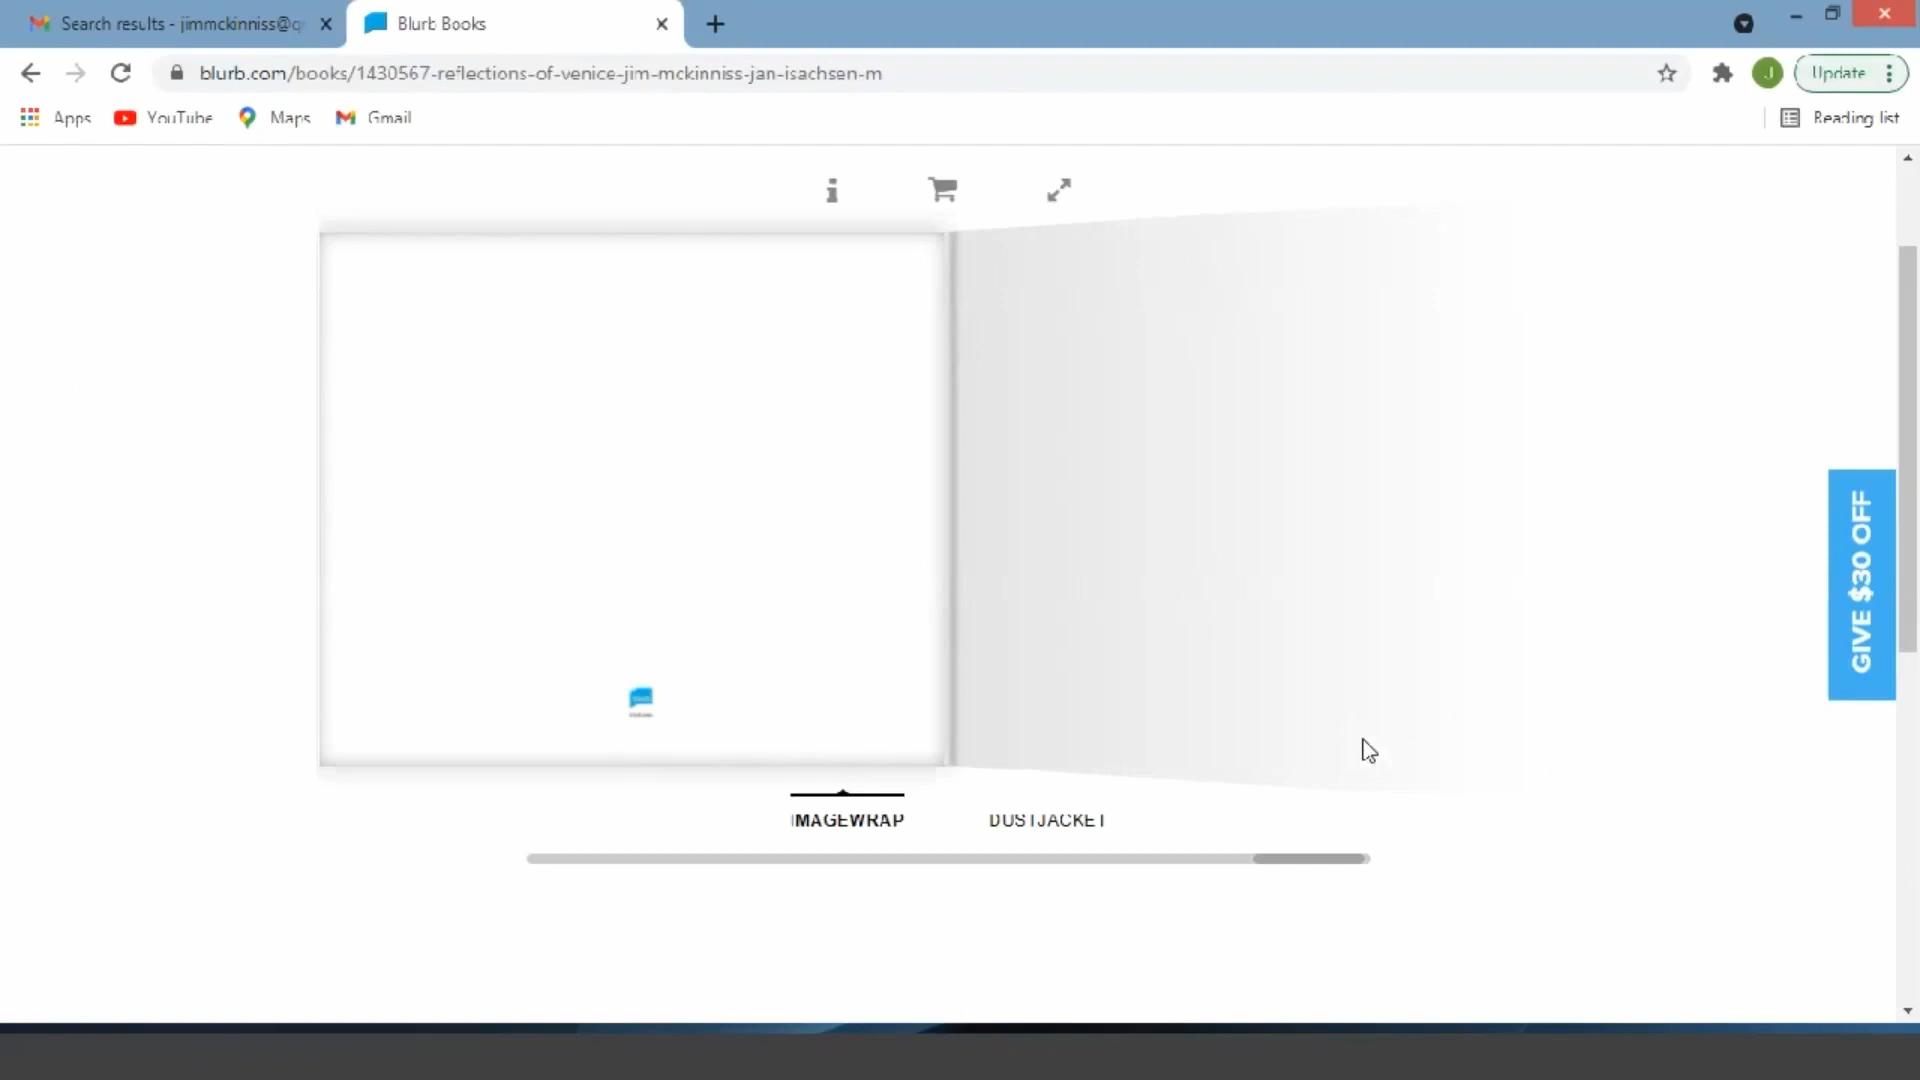 Search results - jimmckinniss@q
Blurb Books
blurb.com/books/1430567-reflections-of-venice-jim-mckinniss-jan-isachsen-m
J
Update
Apps
YouTube
Maps
Gmail
Reading list
GIVE $30 OFF
IMAGEWRAP
DUSTJACKET